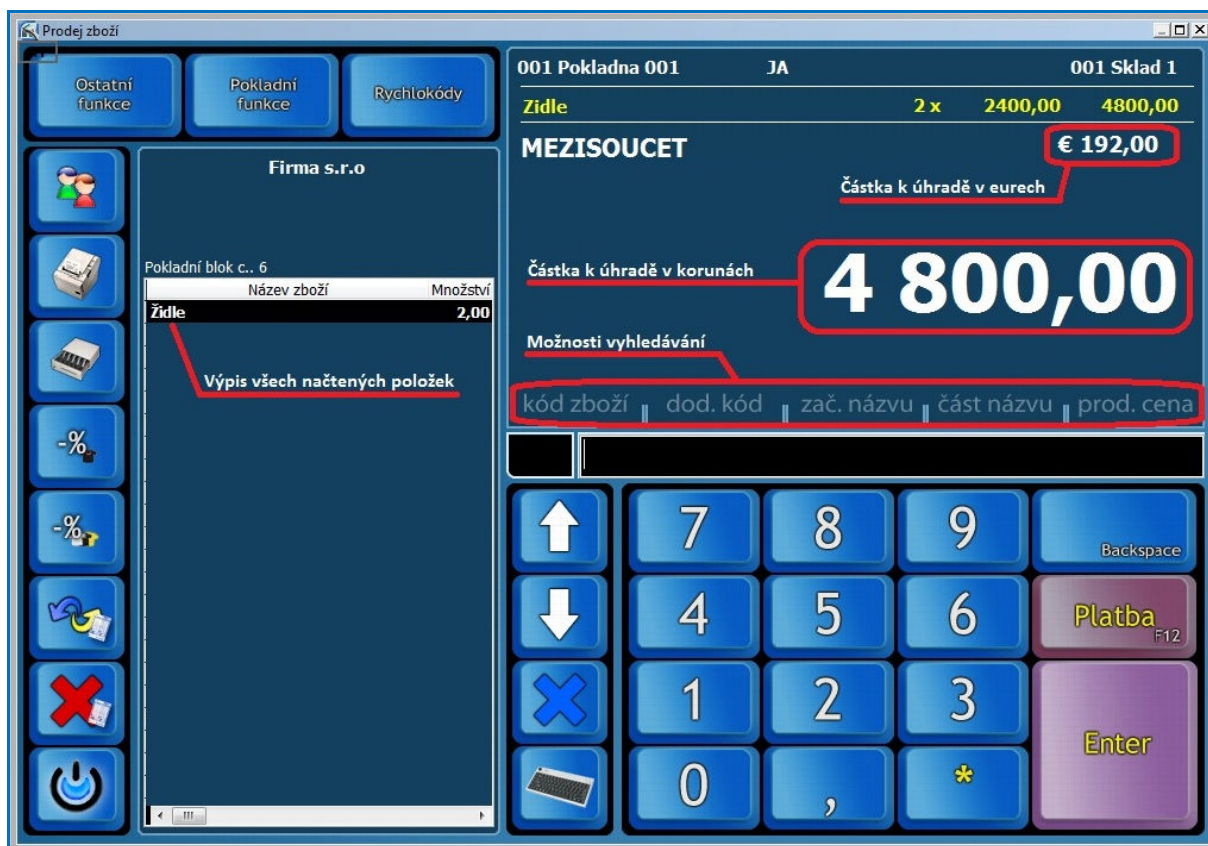 Prodej zboží
Ostatní funkce
Pokladní funkce
Rychlokódy
001 Pokladna 001 JA 001 Sklad 1
Zidle 2 x 2400,00 4800,00
MEZISOUCET € 192,00
Částka k úhradě v eurech
Firma s.r.o
Pokladní blok c.. 6
Název zboží Množství
Židle 2,00
Výpis všech načtených položek
Částka k úhradě v korunách
4 800,00
Možnosti vyhledávání
kód zboží dod. kód zač. názvu část názvu prod. cena
-%
-%
7 8 9 Backspace
4 5 6 Platba F12
1 2 3 Enter
0 , *